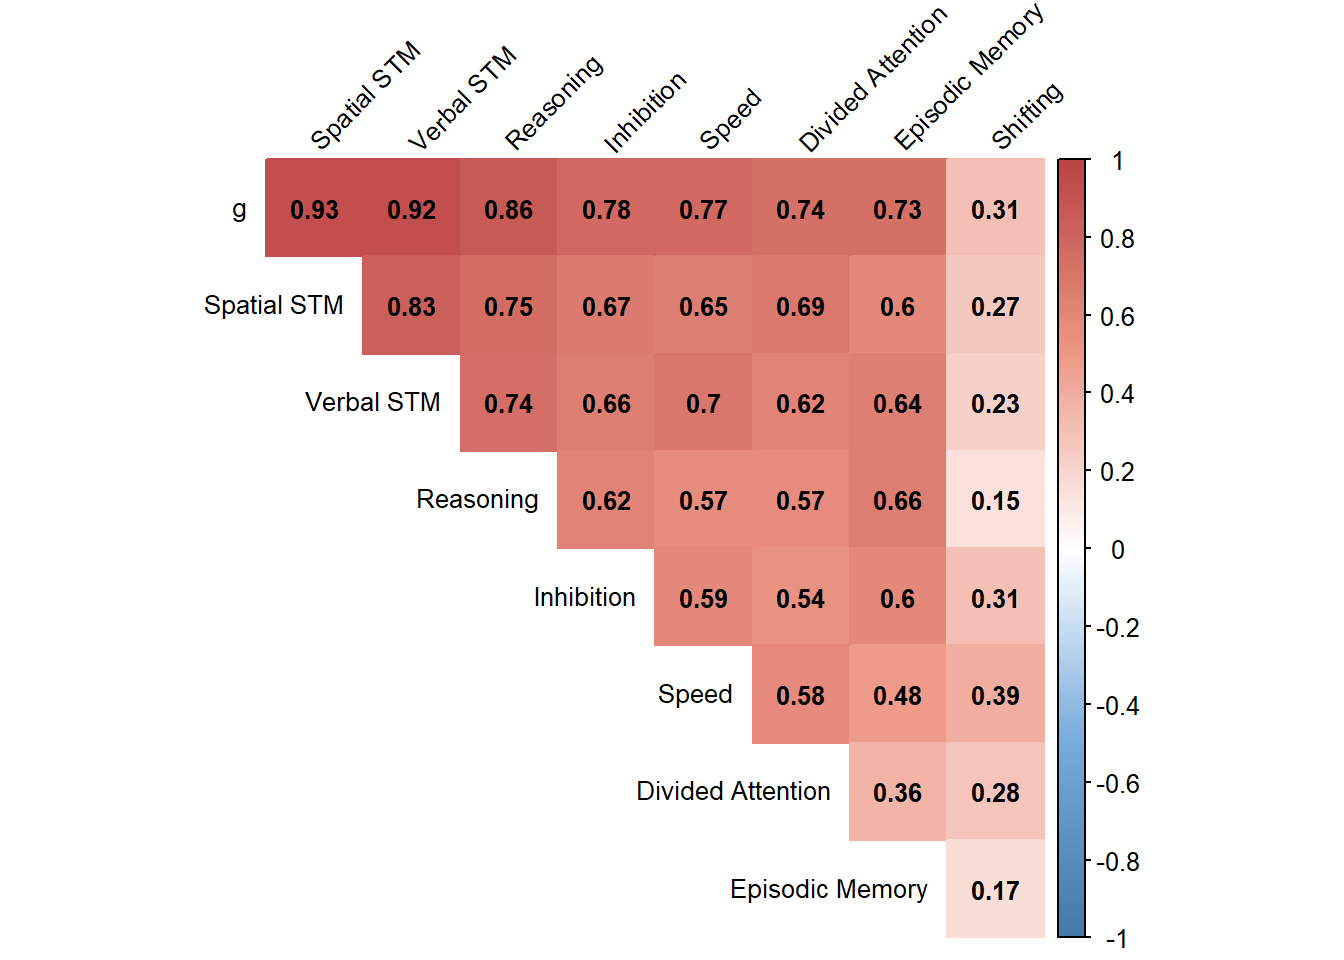 Spatial STM Verbal STM Reasoning Inhibition Speed Divided Attention Episodic Memory Shifting
g 0.93 0.92 0.86 0.78 0.77 0.74 0.73 0.31
Spatial STM 0.83 0.75 0.67 0.65 0.69 0.6 0.27
Verbal STM 0.74 0.66 0.7 0.62 0.64 0.23
Reasoning 0.62 0.57 0.57 0.66 0.15
Inhibition 0.59 0.54 0.6 0.31
Speed 0.58 0.48 0.39
Divided Attention 0.36 0.28
Episodic Memory 0.17
1
0.8
0.6
0.4
0.2
0
-0.2
-0.4
-0.6
-0.8
-1